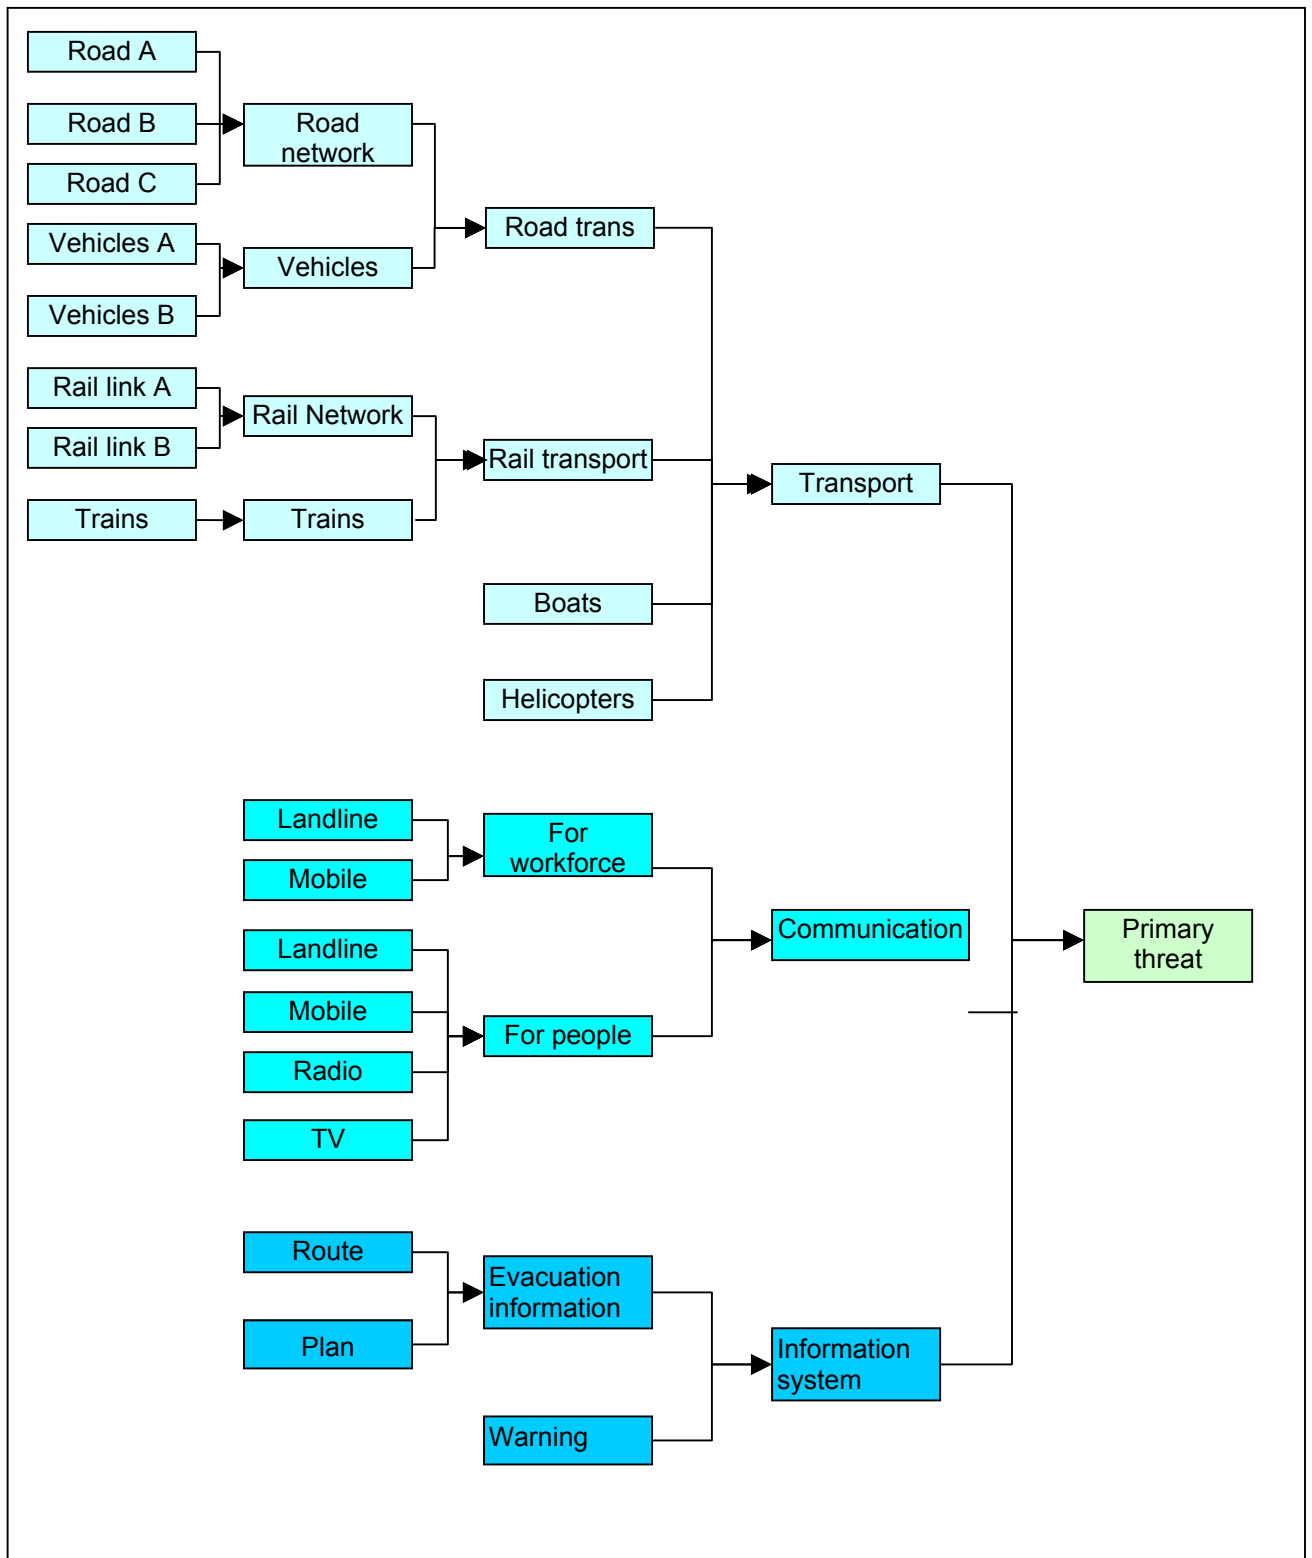 Road A
Road B
Road C
Vehicles A
Vehicles B
Rail link A
Rail link B
Trains
Road
network
Vehicles
Rail Network
Trains
Road trans
Rail transport
Boats
Helicopters
Transport
Landline
Mobile
Landline
Mobile
Radio
TV
For
workforce
For people
Communication
Primary
threat
Route
Plan
Evacuation
information
Warning
Information
system